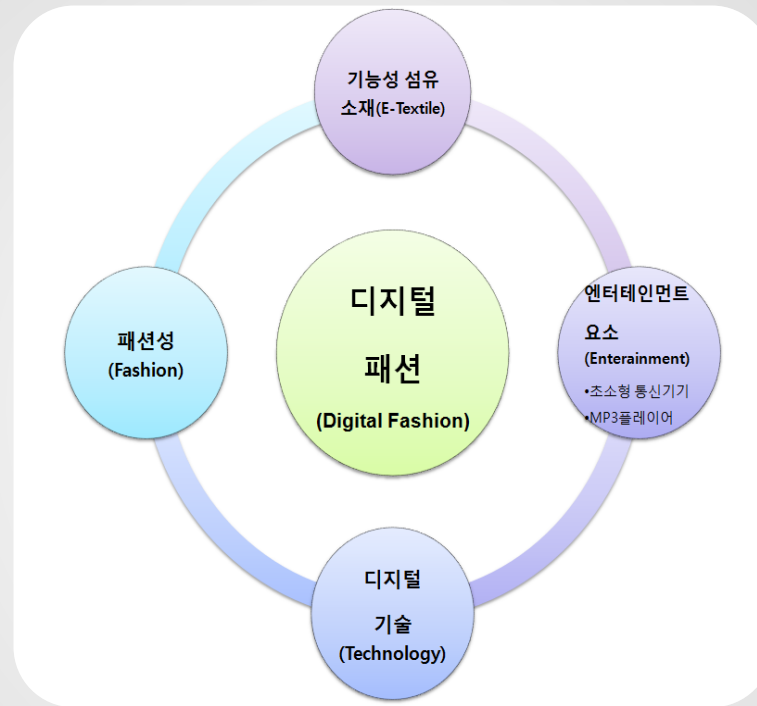 기능성 섬유
소재(E-Textile)
엔터테인먼트
요소
(Enterainment)
•초소형 통신기기
•MP3플레이어
디지털
패션
(Digital Fashion)
패션성
(Fashion)
디지털
기술
(Technology)